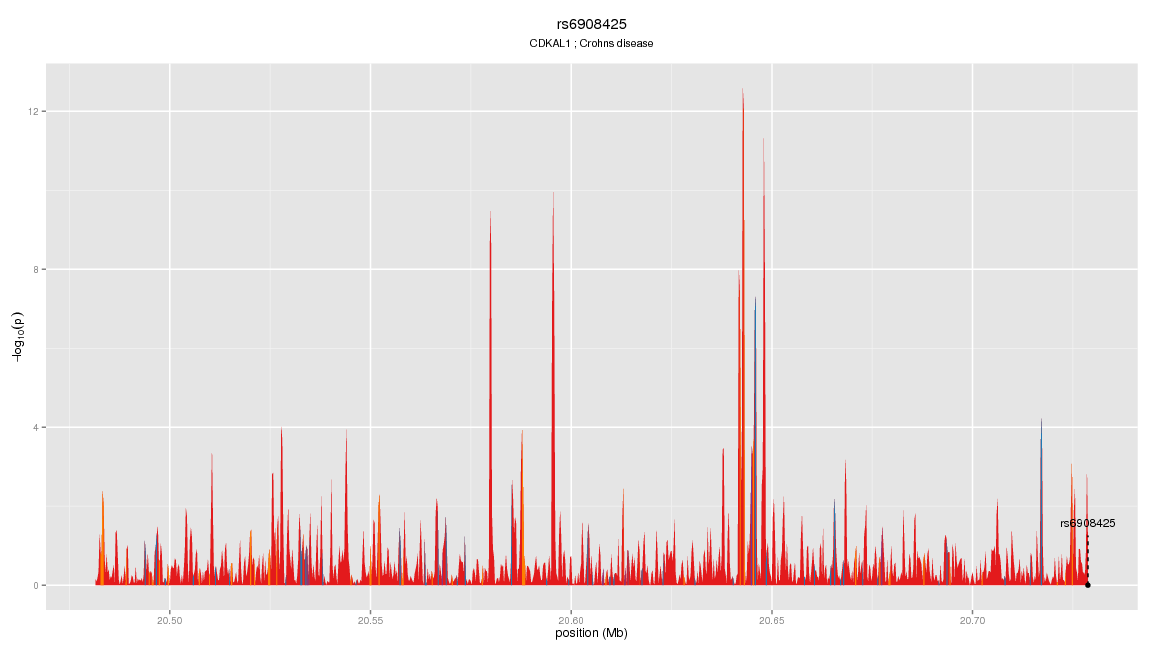 rs6908425
CDKAL1 ; Crohns disease
−log10(p)
12
8
4
0
rs6908425
20.50
20.55
20.60
20.65
20.70
position (Mb)